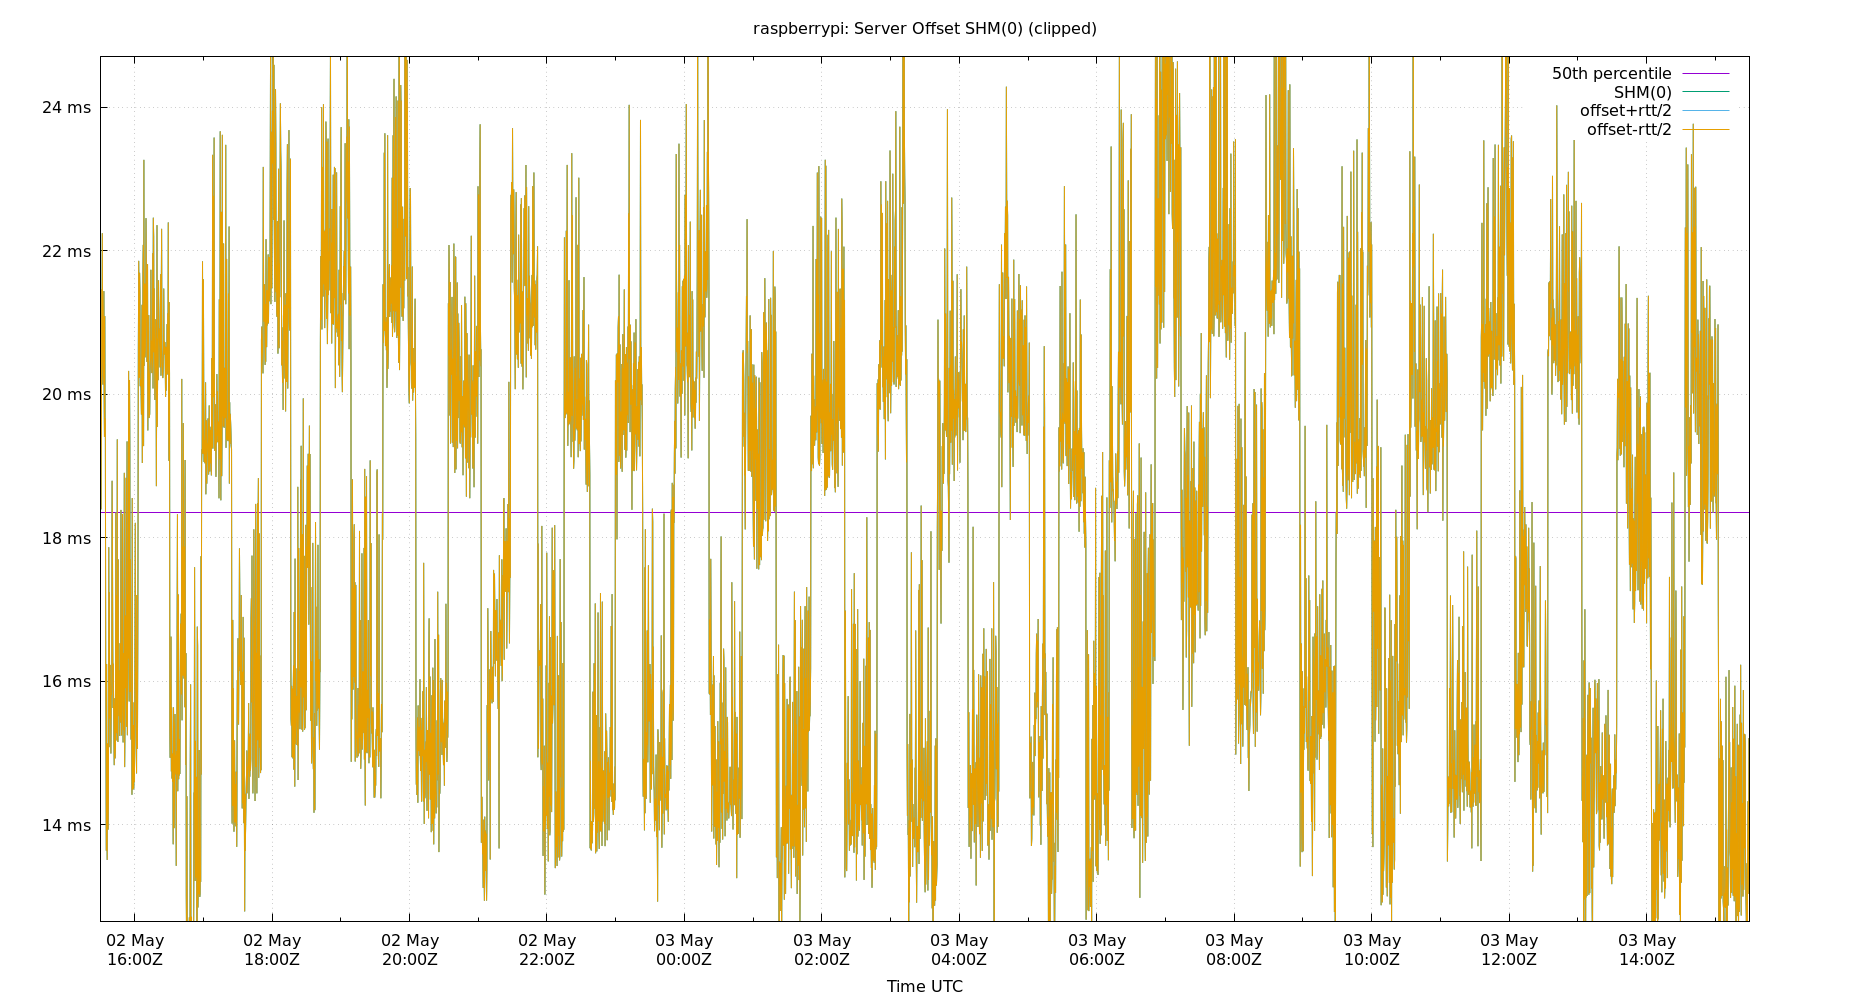 raspberrypi: Server Offset SHM(0) (clipped)
50th percentile
SHM(0)
offset+rtt/2
offset-rtt/2
24 ms
22 ms
20 ms
18 ms
16 ms
14 ms
02 May 02 May 02 May 02 May 03 May 03 May 03 May 03 May 03 May 03 May 03 May 03 May
16:00Z 18:00Z 20:00Z 22:00Z 00:00Z 02:00Z 04:00Z 06:00Z 08:00Z 10:00Z 12:00Z 14:00Z
Time UTC